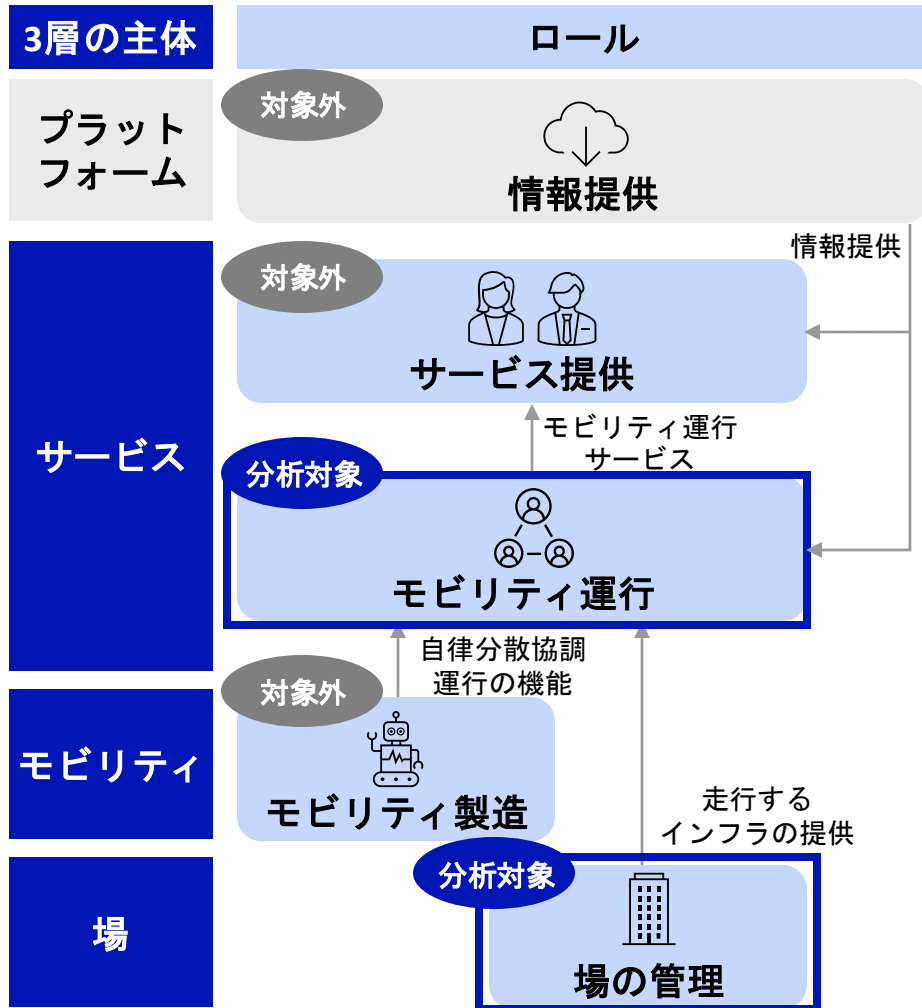 3層の主体
ロール
プラット
フォーム
対象外
情報提供
情報提供
サービス
対象外
サービス提供
モビリティ運行
サービス
分析対象
モビリティ運行
自律分散協調
運行の機能
モビリティ
対象外
モビリティ製造
走行する
インフラの提供
場
分析対象
場の管理